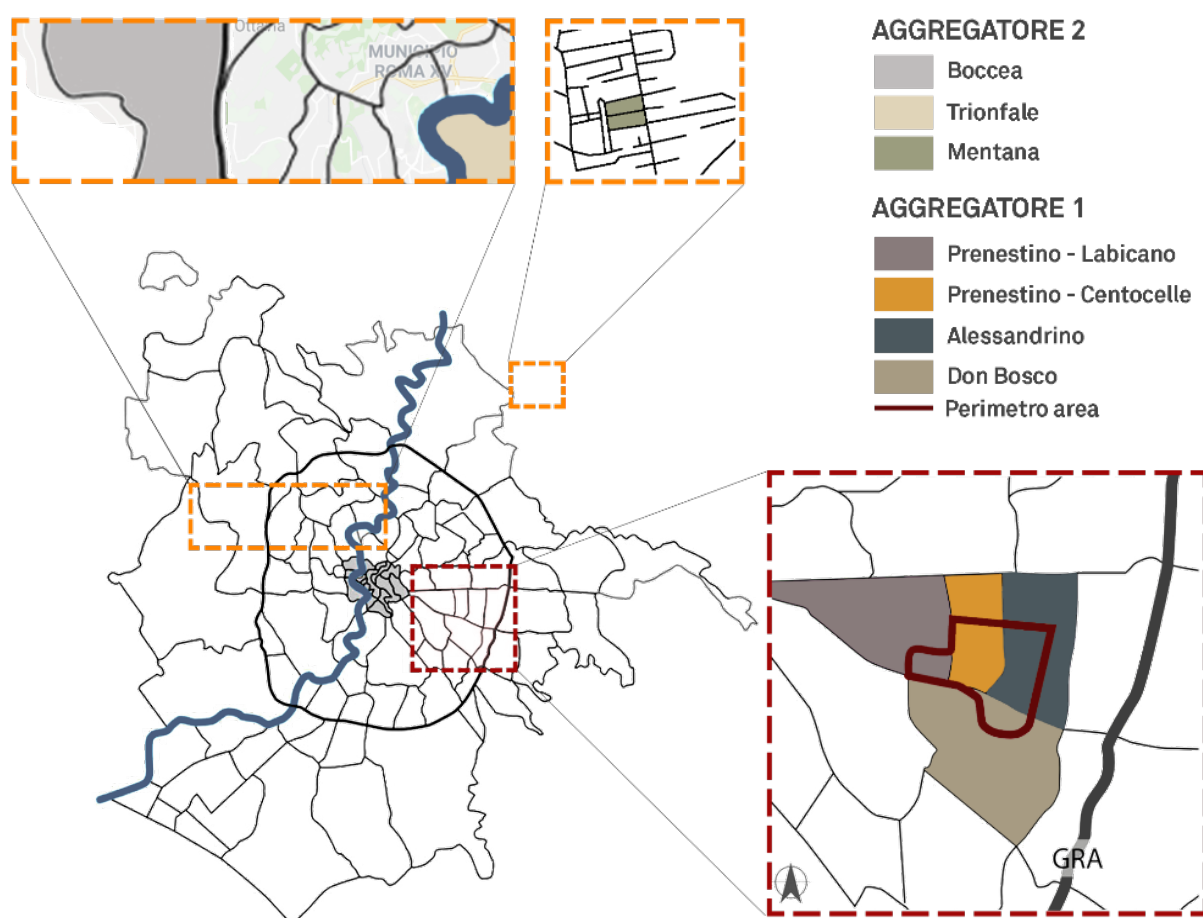 Ottavia
MUNICIPIO
ROMA XV
AGGREGATORE 2
Boccea
Trionfale
Mentana
AGGREGATORE 1
Prenestino - Labicano
Prenestino - Centocelle
Alessandrino
Don Bosco
Perimetro area
GRA